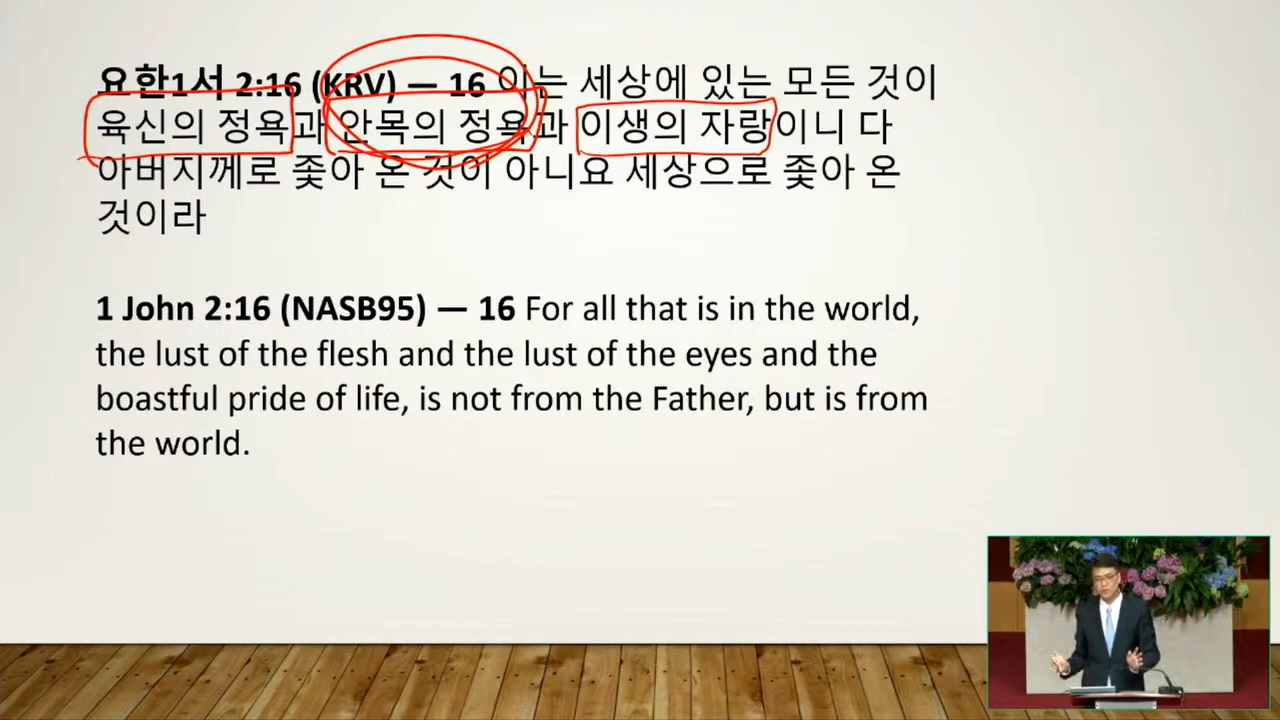 요한1서 2:16 (KRV) — 16 이는 세상에 있는 모든 것이
육신의 정욕과 안목의 정욕과 이생의 자랑이니 다
아버지께로 좇아 온 것이 아니요 세상으로 좇아 온
것이라
1 John 2:16 (NASB95) — 16 For all that is in the world,
the lust of the flesh and the lust of the eyes and the
boastful pride of life, is not from the Father, but is from
the world.